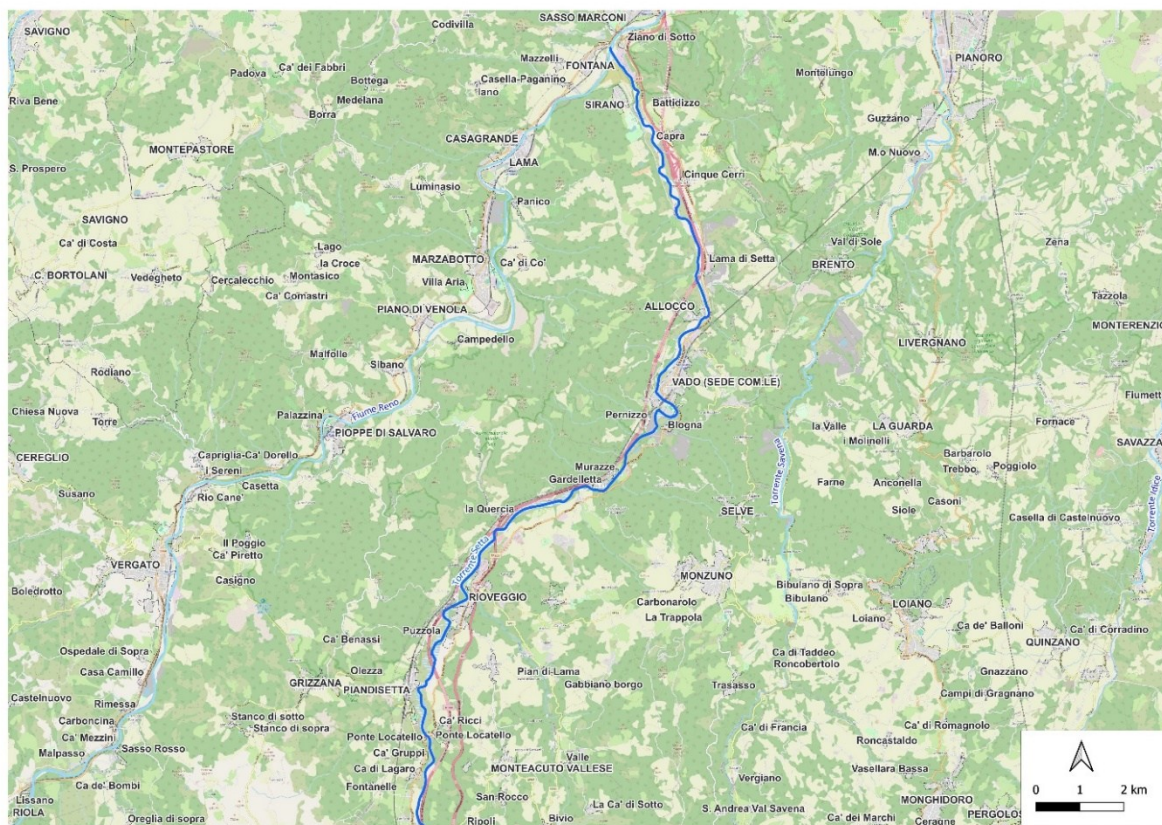 SASSO MARCONI
SAVIGNO
Codivilla
Ziano di Sotto
Mazzelli
FONTANA
PIANORO
Ca' dei Fabbri
Padova
Bottega
Casella-Paganino
Iano
Montelungo
Riva Bene
Medelana
Borra
SIRANO
Battidizzo
Guzzano
CASAGRANDE
Capra
MONTEPASTORE
M.o Nuovo
LAMA
S. Prospero
Cinque Cerri
Luminasio
Panico
SAVIGNO
Ca' di Costa
Lago
la Croce
Val di Sole
Zena
MARZABOTTO
Ca' di Co'
Lama di Setta
BRENTO
C. BORTOLANI
Vedegheto
Cercalecchio
Montasico
Villa Aria
Ca' Comastri
Tazzola
PIANO DI VENOLA
ALLOCCO
MONTERENZIO
Campedello
LIVERGNANO
Malfolle
Sibano
Rodiano
VADO (SEDE COM.LE)
Fiumett
Chiesa Nuova
Palazzina
Fiume Reno
Pernizzo
Torre
PIOPPE DI SALVARO
Blogna
la Valle
LA GUARDA
Fornace
i Molinelli
SAVAZZA
CEREGLIO
Capriglia-Ca' Dorello
i Sereni
Barbarolo
Trebbo
Poggiolo
Murazze
Gardelletta
Casetta
Susano
Rio Cane'
Farne
Anconella
Torrente Savena
Casoni
Torrente Idice
la Quercia
SELVE
Siole
Casella di Castelnuovo
Il Poggio
Ca' Piretto
VERGATO
Torrente Setta
Casigno
MONZUNO
Boledrotto
Bibulano di Sopra
Bibulano
RIOVEGGIO
Carbonarolo
LOIANO
La Trappola
Loiano
Ca' de' Balloni
Puzzola
Ca' Benassi
Ca' di Corradino
QUINZANO
Ospedale di Sopra
Ca di Taddeo
Roncobertolo
Casa Camillo
Olezza
Pian di Lama
Gnazzano
GRIZZANA
Gabbiano borgo
Trasasso
PIANDISETTA
Campi di Gragnano
Castelnuovo
Rimessa
Stanco di sotto
Ca' Ricci
Carboncina
Stanco di sopra
Ponte Locatello
Ponte Locatello
Ca' di Francia
Ca' di Romagnolo
Ca' Mezzini
Roncastaldo
Malpasso
Sasso Rosso
Ca' Gruppi
Valle
Ca di Lagaro
MONTEACUTO VALLESE
Vasellara Bassa
Ca de' Bombi
Fontanelle
Vergiano
Lissano
San Rocco
La Ca' di Sotto
MONGHIDORO
RIOLA
S. Andrea Val Savena
Oreglia di sopra
Ripoli
Bivio
Ca' dei Marchi
Ceragne
PERGOLOS
0 1 2 km